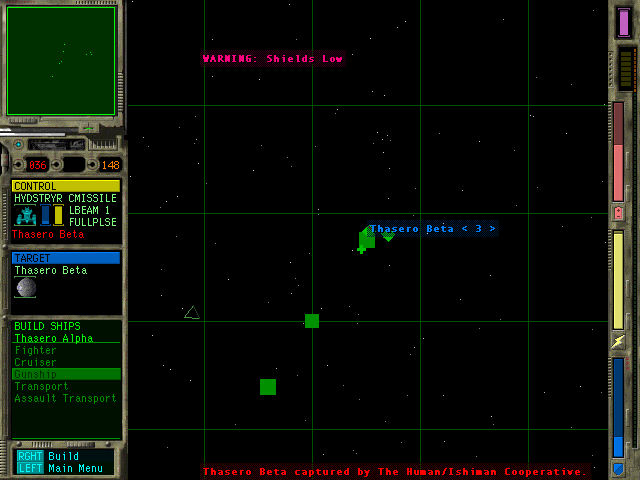 WARNING: Shields Low
036
148
CONTROL
HVDSTRYR CMISSILE
LBEAM 1
FULLPLSE
Thasero Beta
TARGET
Thasero Beta
Thasero Beta < 3 >
BUILD SHIPS
Thasero Alpha
Fighter
Cruiser
Gunship
Transport
Assault Transport
RGHT Build
LEFT Main Menu
Thasero Beta captured by The Human/Ishiman Cooperative.